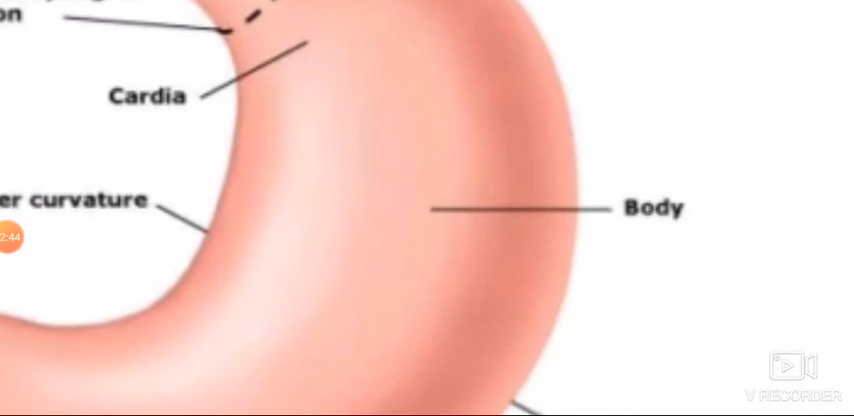 on
Cardia
er curvature
2:44
Body
V RECORDER